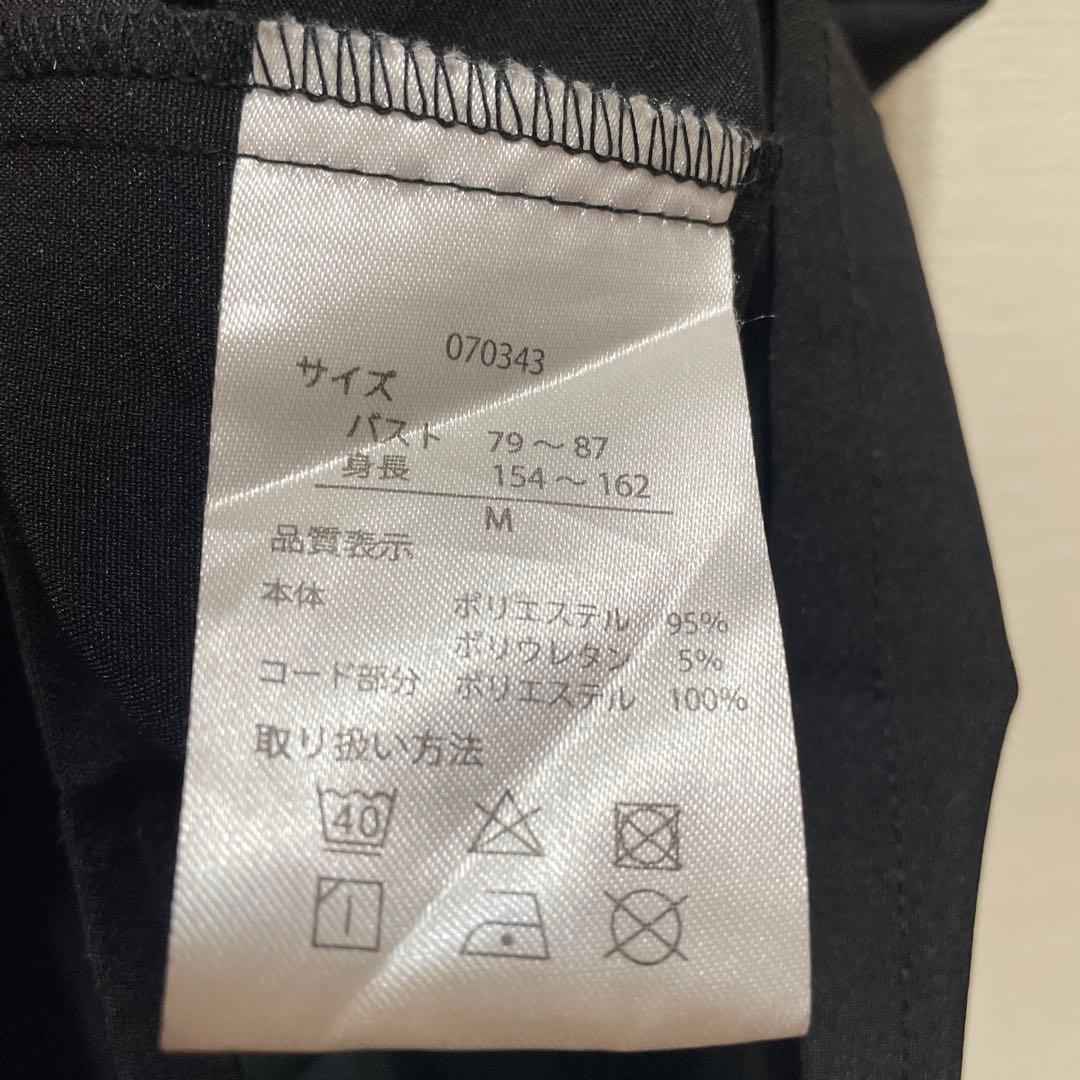 070343
サイズ
バスト 79～87
身長 154～162
M
品質表示
本体 ポリエステル 95%
ポリウレタン 5%
コード部分 ポリエステル 100%
取り扱い方法
40